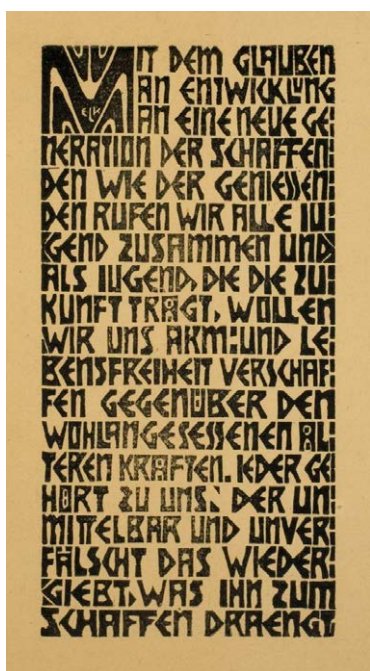 MIT DEM GLAUBEN
AN ENTWICKLUNG
AN EINE NEUE GE:
NERATION DER SCHAFFEN:
DEN WIE DER GENIESSEN:
DEN RUFEN WIR ALLE IU:
GEND ZUSAMMEN UND
ALS IUGEND, DIE DIE ZU:
KUNFT TRÄGT, WOLLEN
WIR UNS ARM:UND LE:
BENSFREIHEIT VERSCHAF:
FEN GEGENÜBER DEN
WOHLANGESESSENEN ÄL:
TEREN KRÄFTEN. IEDER GE:
HÖRT ZU UNS, DER UN:
MITTELBAR UND UNVER:
FÄLSCHT DAS WIEDER:
GIEBT, WAS IHN ZUM
SCHAFFEN DRAENGT